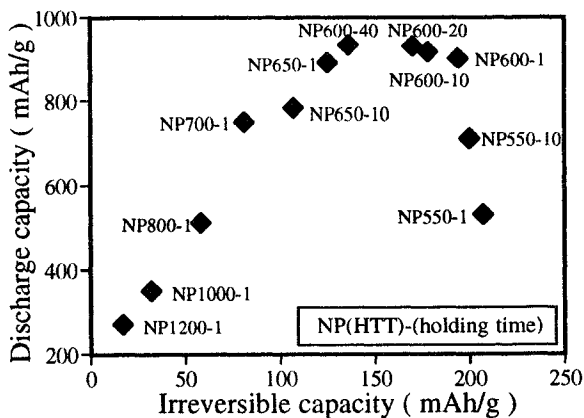 1000
800
600
400
200
Discharge capacity ( mAh/g )
NP600-40 NP600-20
NP650-1
NP600-1
NP600-10
NP700-1
NP650-10
NP550-10
NP800-1
NP550-1
NP1000-1
NP1200-1
NP(HTT)-(holding time)
0 50 100 150 200 250
Irreversible capacity ( mAh/g )